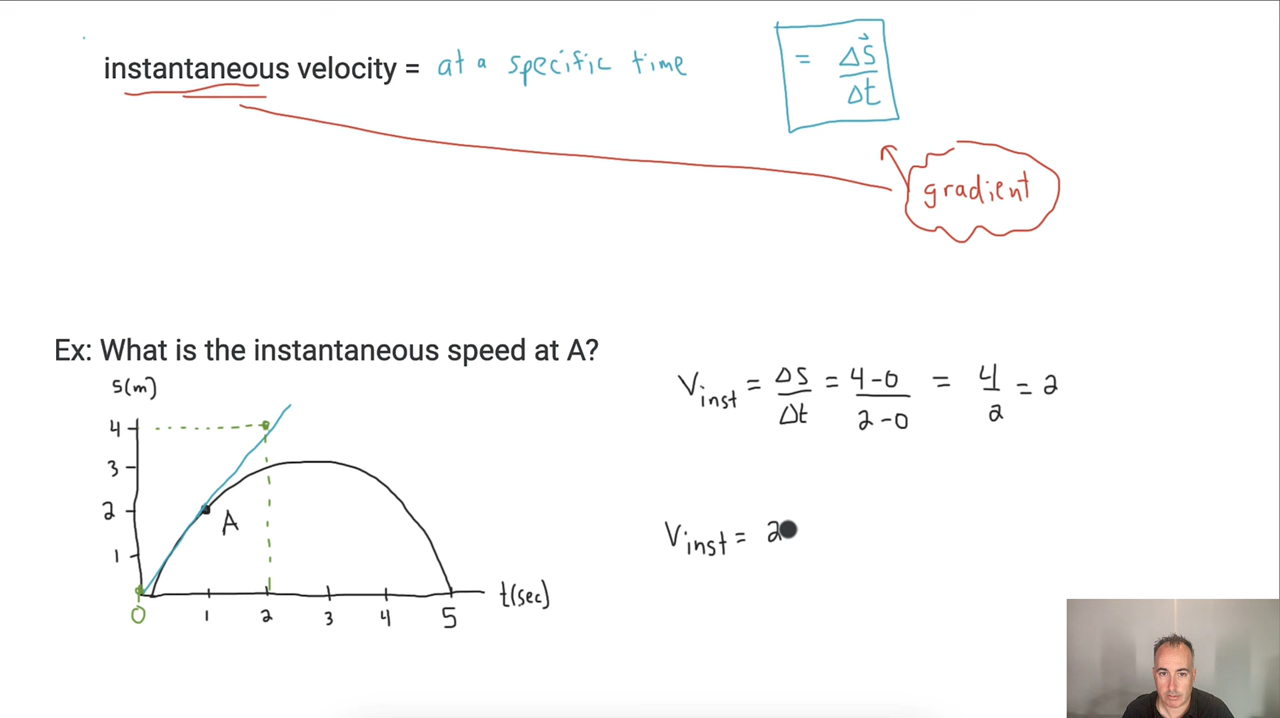 instantaneous velocity = at a specific time = Δs⃗/Δt
gradient
Ex: What is the instantaneous speed at A?
s(m)
4
3
2
1
A
0 1 2 3 4 5 t(sec)
Vinst = Δs/Δt = 4-0/2-0 = 4/2 = 2
Vinst = 2